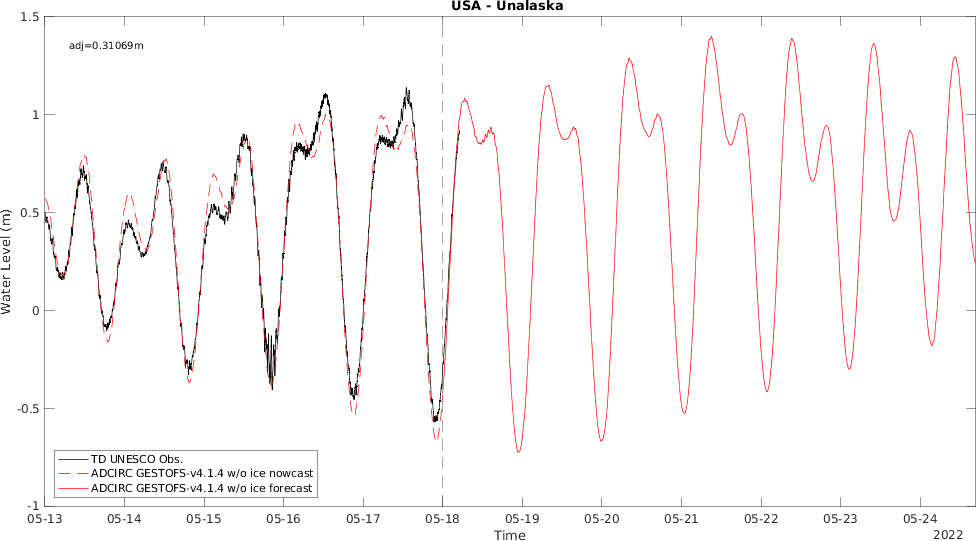 USA - Unalaska
adj=0.31069m
Water Level (m)
1.5
1
0.5
0
-0.5
-1
TD UNESCO Obs.
ADCIRC GESTOFS-v4.1.4 w/o ice nowcast
ADCIRC GESTOFS-v4.1.4 w/o ice forecast
05-13 05-14 05-15 05-16 05-17 05-18 05-19 05-20 05-21 05-22 05-23 05-24
Time
2022